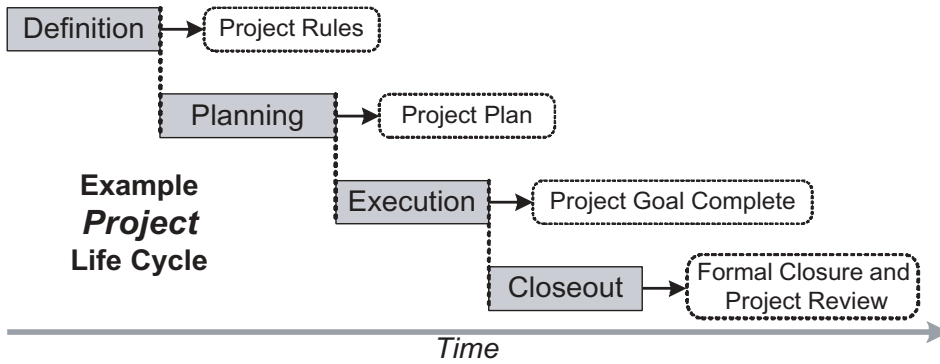 Definition
Project Rules
Planning
Project Plan
Example
Project
Life Cycle
Execution
Project Goal Complete
Closeout
Formal Closure and
Project Review
Time